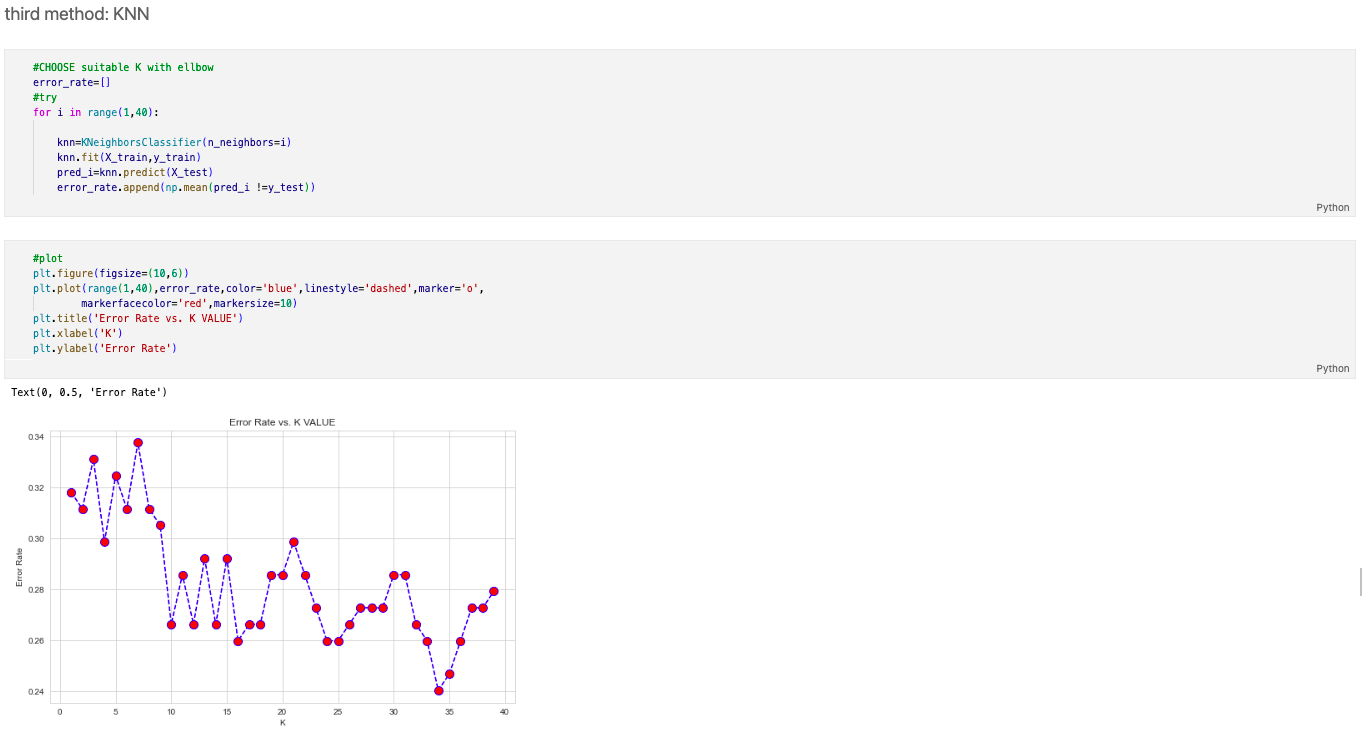 third method: KNN
#CHOOSE suitable K with ellbow
error_rate=[]
#try
for i in range(1,40):
knn=KNeighborsClassifier(n_neighbors=i)
knn.fit(X_train,y_train)
pred_i=knn.predict(X_test)
error_rate.append(np.mean(pred_i !=y_test))
Python
#plot
plt.figure(figsize=(10,6))
plt.plot(range(1,40),error_rate,color='blue',linestyle='dashed',marker='o',
markerfacecolor='red',markersize=10)
plt.title('Error Rate vs. K VALUE')
plt.xlabel('K')
plt.ylabel('Error Rate')
Python
Text(0, 0.5, 'Error Rate')
Error Rate vs. K VALUE
0.34
0.32
0.30
0.28
0.26
0.24
Error Rate
0 5 10 15 20 25 30 35 40
K